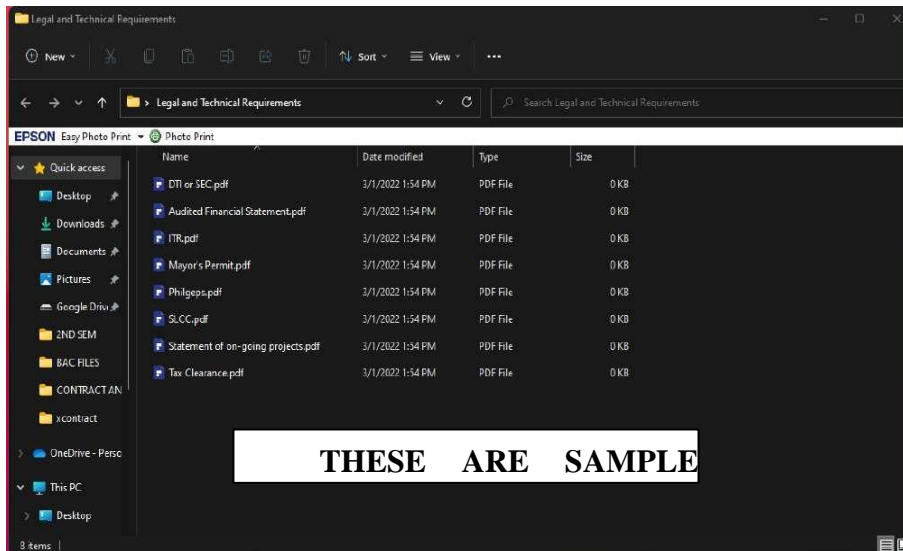 Legal and Technical Requirements
New
Sort
View
Legal and Technical Requirements
Search Legal and Technical Requirements
EPSON Easy Photo Print Photo Print
Name Date modified Type Size
Quick access
Desktop
Downloads
Documents
Pictures
Google Driv
2ND SEM
BAC FILES
CONTRACT AN
xcontract
OneDrive - Perso
This PC
Desktop
DTI or SEC.pdf 3/1/2022 1:54 PM PDF File 0 KB
Audited Financial Statement.pdf 3/1/2022 1:54 PM PDF File 0 KB
ITR.pdf 3/1/2022 1:54 PM PDF File 0 KB
Mayor's Permit.pdf 3/1/2022 1:54 PM PDF File 0 KB
Philgeps.pdf 3/1/2022 1:54 PM PDF File 0 KB
SLCC.pdf 3/1/2022 1:54 PM PDF File 0 KB
Statement of on-going projects.pdf 3/1/2022 1:54 PM PDF File 0 KB
Tax Clearance.pdf 3/1/2022 1:54 PM PDF File 0 KB
THESE ARE SAMPLE
8 items